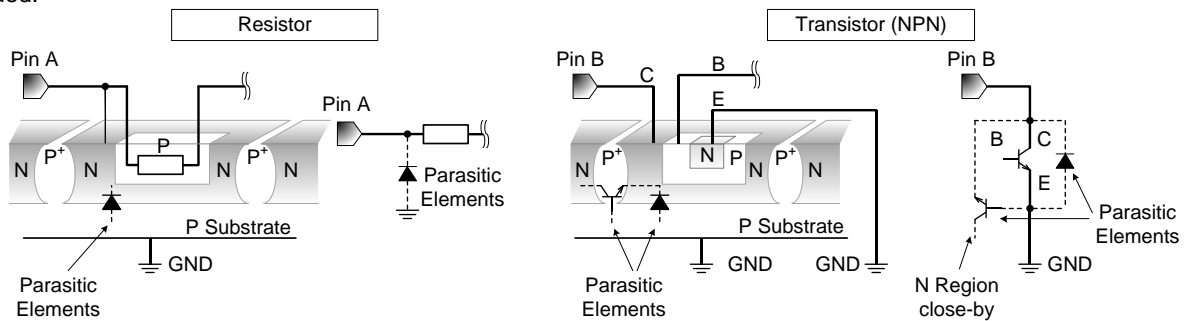 Resistor
Transistor (NPN)
Pin A
Pin A
N
P+
N
P
N
P+
N
Parasitic
Elements
P Substrate
GND
Parasitic
Elements
Pin B
C
B
E
N
P+
N
N
P
N
P+
N
P Substrate
GND
GND
Parasitic
Elements
Pin B
B
C
E
Parasitic
Elements
GND
N Region
close-by